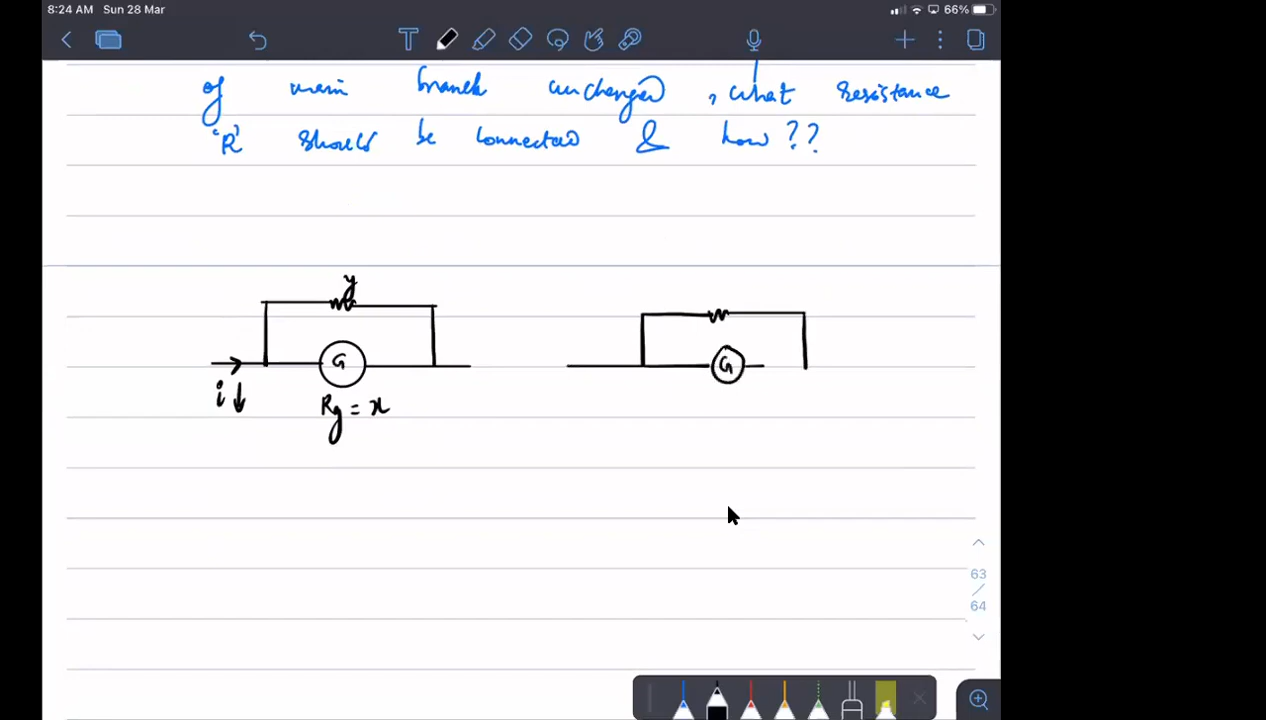 8:24 AM Sun 28 Mar
66%
T
of main branch unchanged, what resistance
'R' should be connected & how??
y
G
G
i↓
Rg = x
63
64